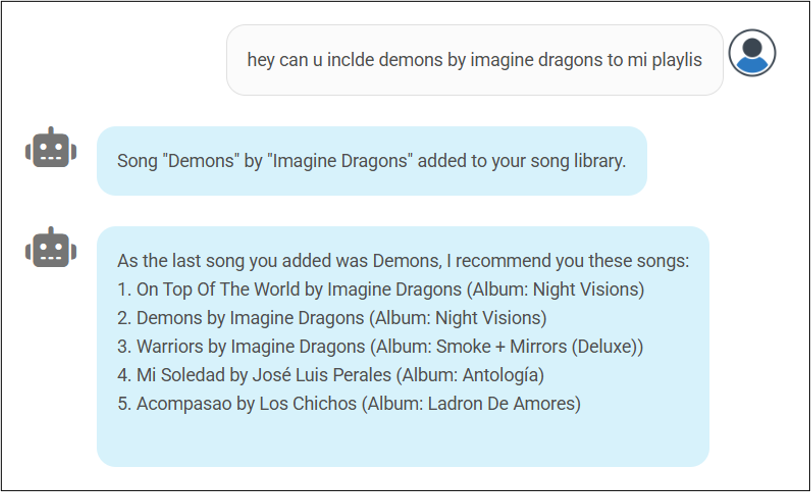 hey can u inclde demons by imagine dragons to mi playlis
Song "Demons" by "Imagine Dragons" added to your song library.
As the last song you added was Demons, I recommend you these songs:
1. On Top Of The World by Imagine Dragons (Album: Night Visions)
2. Demons by Imagine Dragons (Album: Night Visions)
3. Warriors by Imagine Dragons (Album: Smoke + Mirrors (Deluxe))
4. Mi Soledad by José Luis Perales (Album: Antología)
5. Acompasao by Los Chichos (Album: Ladron De Amores)